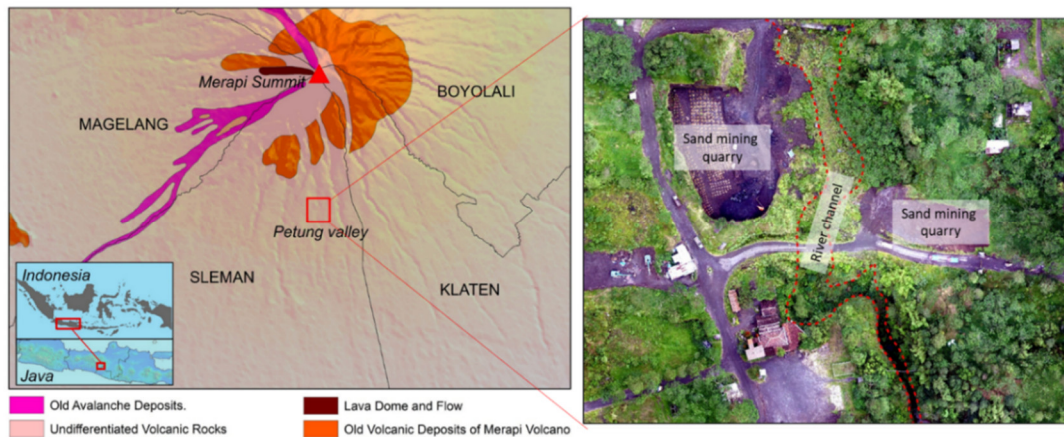 Merapi Summit
BOYOLALI
MAGELANG
Petung valley
SLEMAN
KLATEN
Indonesia
Java
Old Avalanche Deposits.
Lava Dome and Flow
Undifferentiated Volcanic Rocks
Old Volcanic Deposits of Merapi Volcano
Sand mining
quarry
River channel
Sand mining
quarry